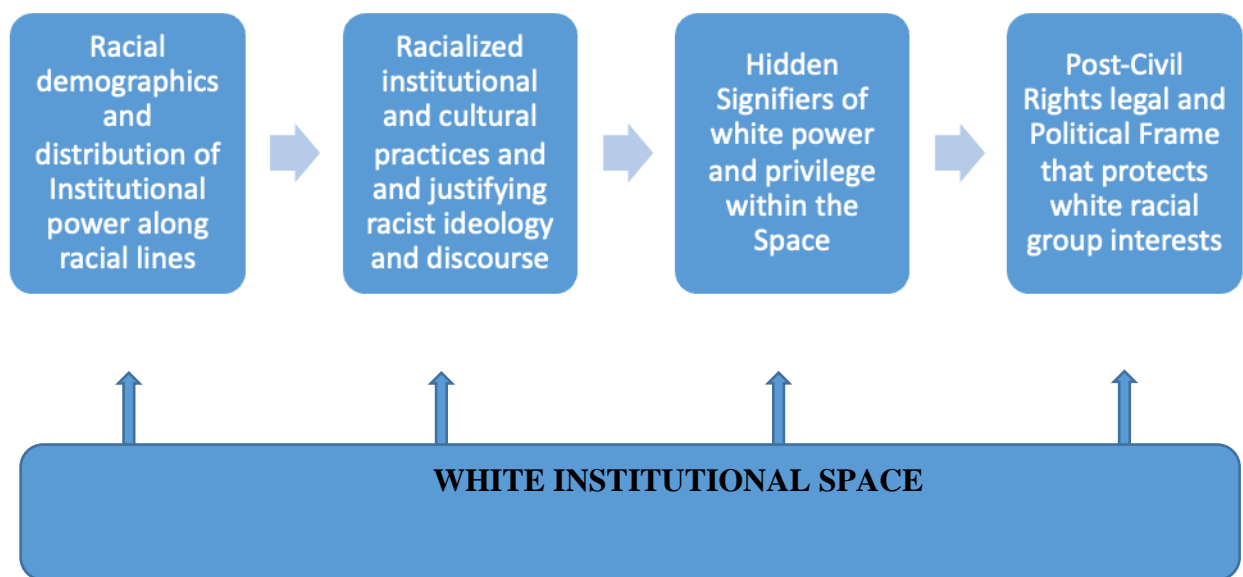 Racial
demographics
and
distribution of
Institutional
power along
racial lines
Racialized
institutional
and cultural
practices and
and justifying
racist ideology
and discourse
Hidden
Signifiers of
white power
and privilege
within the
Space
Post-Civil
Rights legal and
Political Frame
that protects
white racial
group interests
WHITE INSTITUTIONAL SPACE